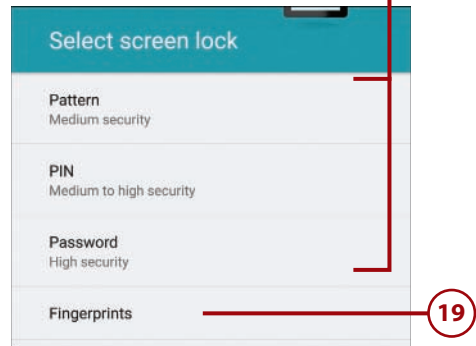 Select screen lock
Pattern
Medium security
PIN
Medium to high security
Password
High security
Fingerprints
19